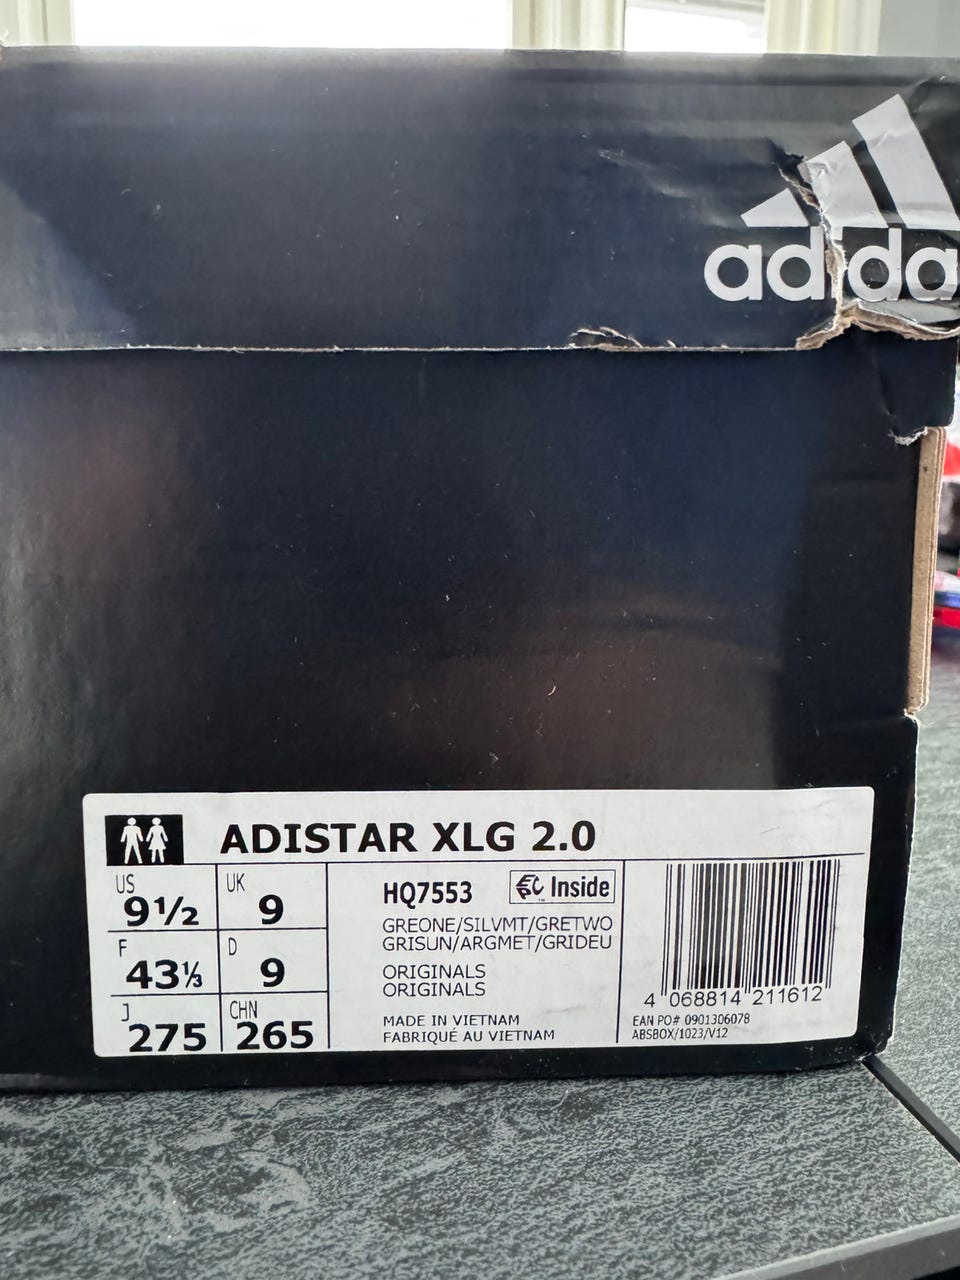 adida
ADISTAR XLG 2.0
US
9½
UK
9
F
43⅓
D
9
J
275
CHN
265
HQ7553
Inside
GREONE/SILVMT/GRETWO
GRISUN/ARGMET/GRIDEU
ORIGINALS
ORIGINALS
MADE IN VIETNAM
FABRIQUÉ AU VIETNAM
4 068814 211612
EAN PO# 0901306078
ABSBOX/1023/V12